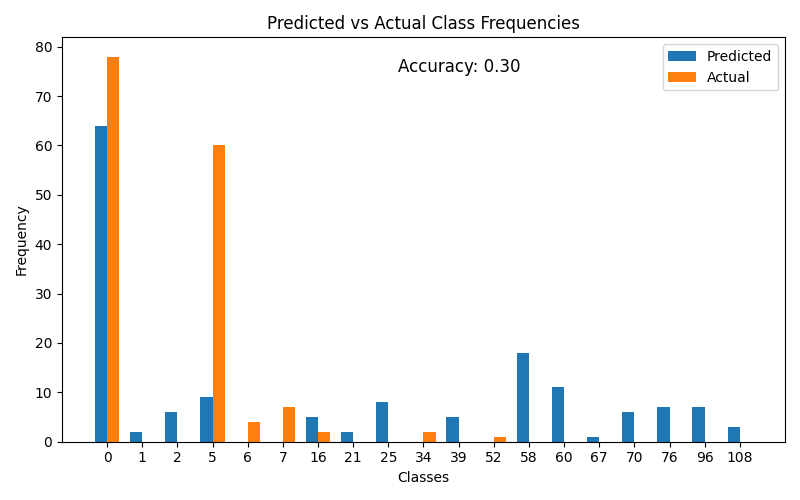 Predicted vs Actual Class Frequencies
Accuracy: 0.30
Predicted
Actual
Frequency
80
70
60
50
40
30
20
10
0
0 1 2 5 6 7 16 21 25 34 39 52 58 60 67 70 76 96 108
Classes